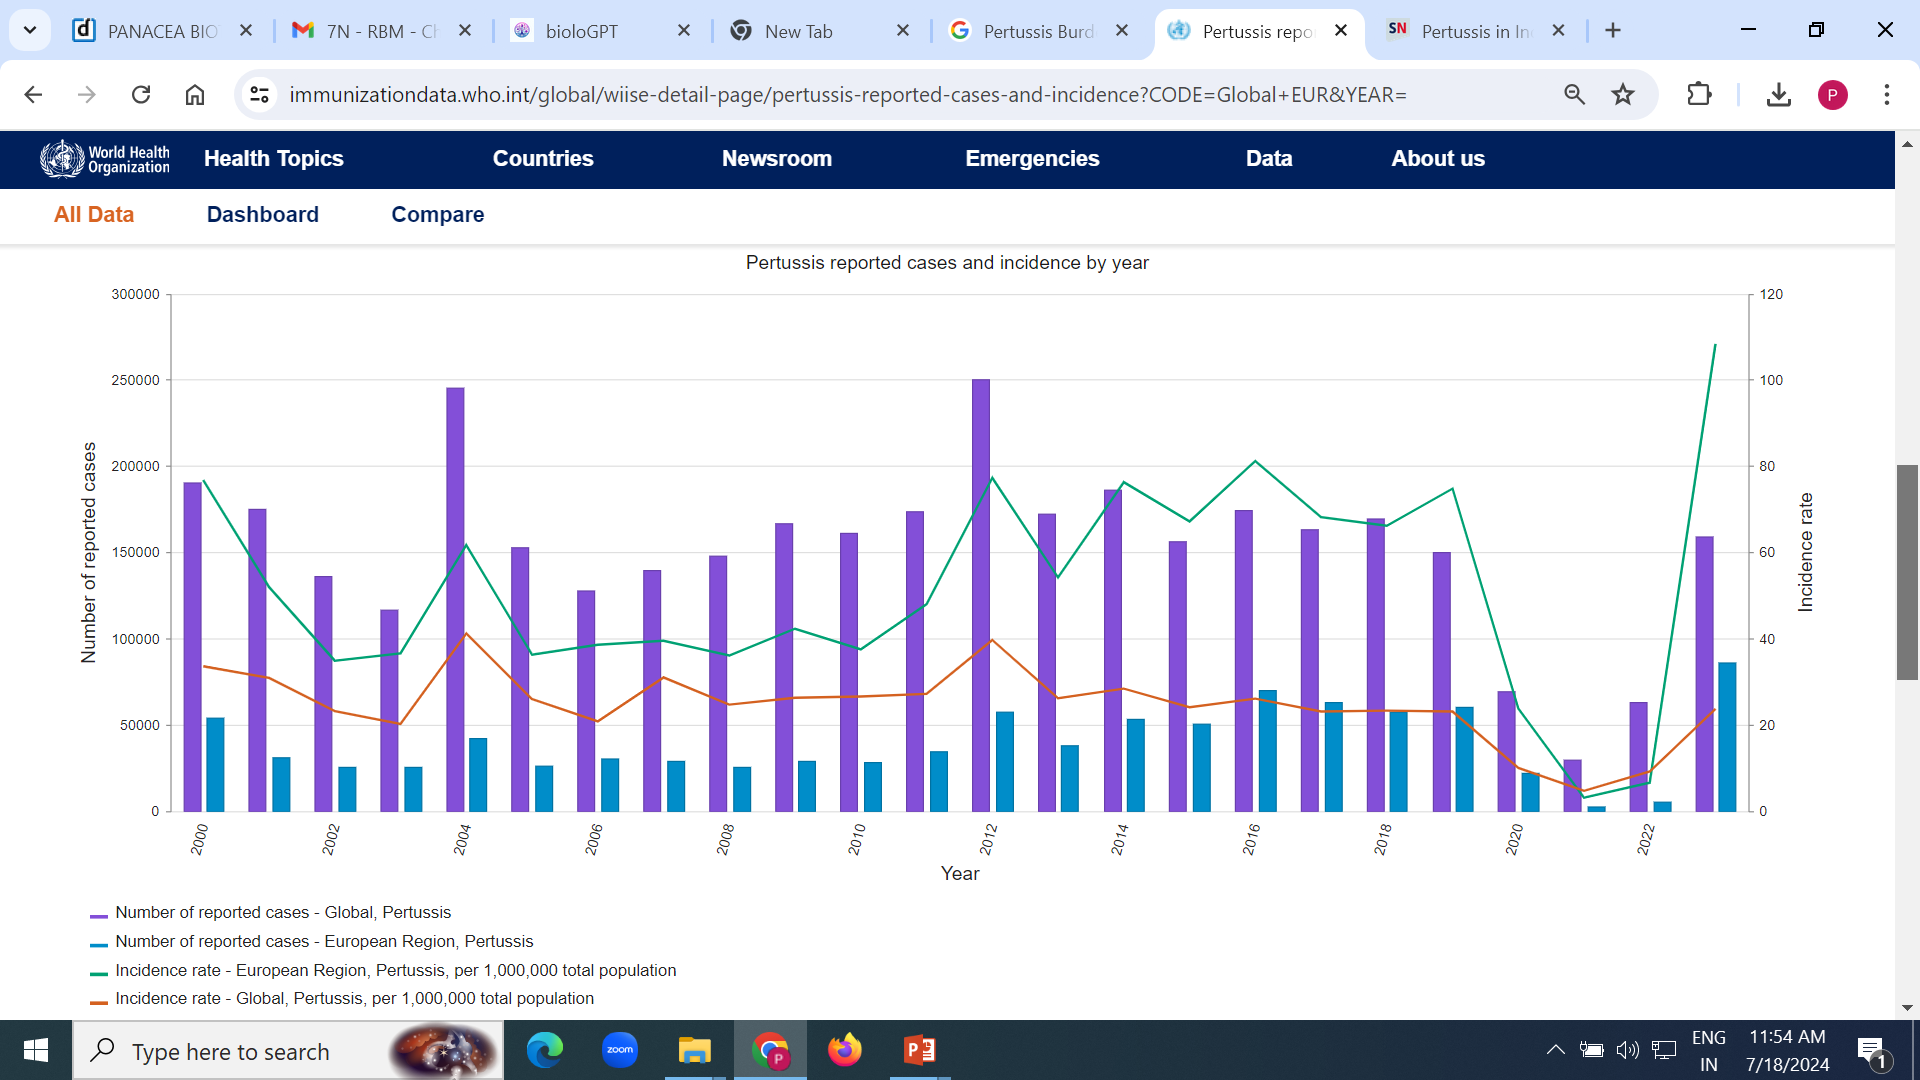 PANACEA BIO
7N - RBM - Ch
bioloGPT
New Tab
Pertussis Burd
Pertussis repo
SN Pertussis in In
immunizationdata.who.int/global/wiise-detail-page/pertussis-reported-cases-and-incidence?CODE=Global+EUR&YEAR=
P
World Health Organization
Health Topics Countries Newsroom Emergencies Data About us
All Data Dashboard Compare
Pertussis reported cases and incidence by year
300000 120
250000 100
200000 80
150000 60
100000 40
50000 20
0 0
Number of reported cases
Incidence rate
2000 2002 2004 2006 2008 2010 2012 2014 2016 2018 2020 2022
Year
Number of reported cases - Global, Pertussis
Number of reported cases - European Region, Pertussis
Incidence rate - European Region, Pertussis, per 1,000,000 total population
Incidence rate - Global, Pertussis, per 1,000,000 total population
Type here to search
zoom
P
P
ENG
IN
11:54 AM
7/18/2024
1